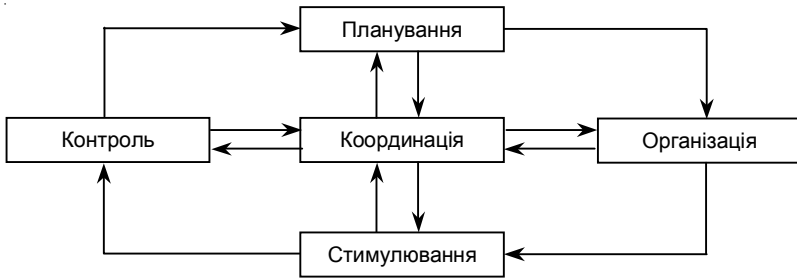 Планування
Контроль
Координація
Організація
Стимулювання